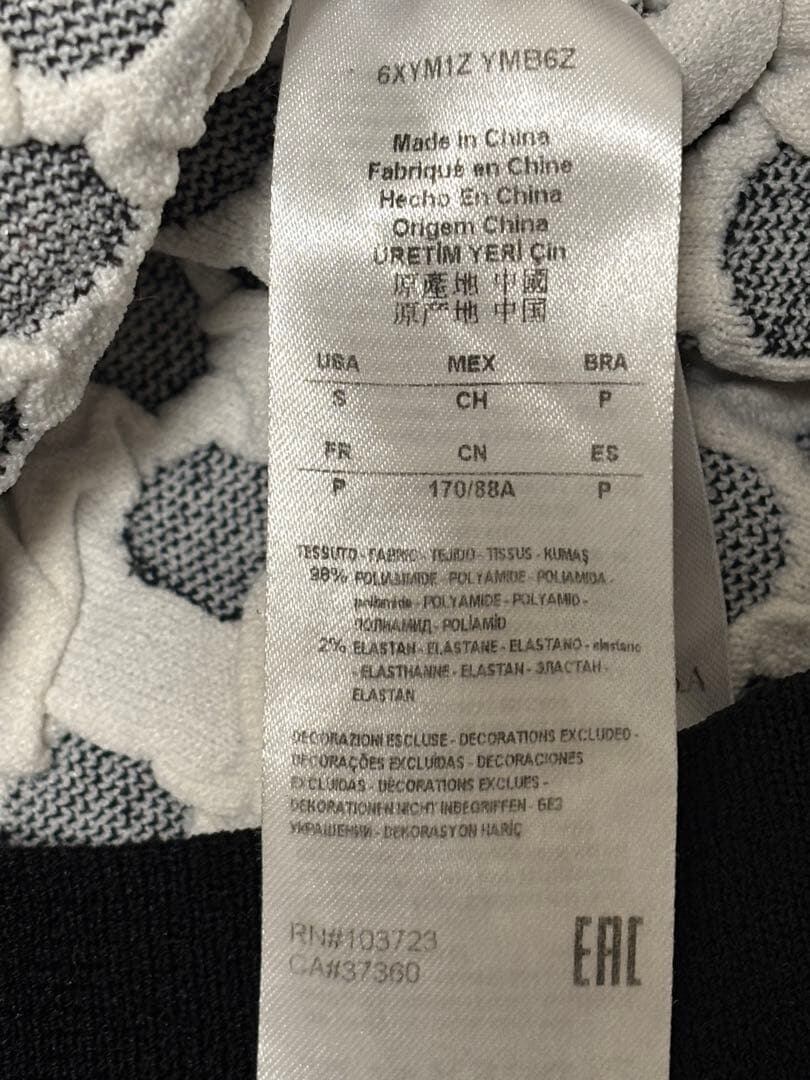 6XYM1Z YMB6Z
Made in China
Fabriqué en Chine
Hecho En China
Origem China
ÜRETİM YERİ Çin
原產地 中國
原产地 中国
USA MEX BRA
S CH P
FR CN ES
P 170/88A P
TESSUTO - FABRIC - TEJIDO - TISSUS - KUMAŞ
98% POLIAMMIDE - POLYAMIDE - POLIAMIDA -
poliamida - POLYAMIDE - POLYAMID -
ПОЛИАМИД - POLİAMİD
2% ELASTAN - ELASTANE - ELASTANO - elastano
- ELASTHANNE - ELASTAN - ЭЛАСТАН -
ELASTAN
DECORAZIONI ESCLUSE - DECORATIONS EXCLUDED -
DECORAÇÕES EXCLUÍDAS - DECORACIONES
EXCLUIDAS - DÉCORATIONS EXCLUES -
DEKORATIONEN NICHT INBEGRIFFEN - БЕЗ
УКРАШЕНИЙ - DEKORASYON HARİÇ
RN#103723
CA#37360
EAC